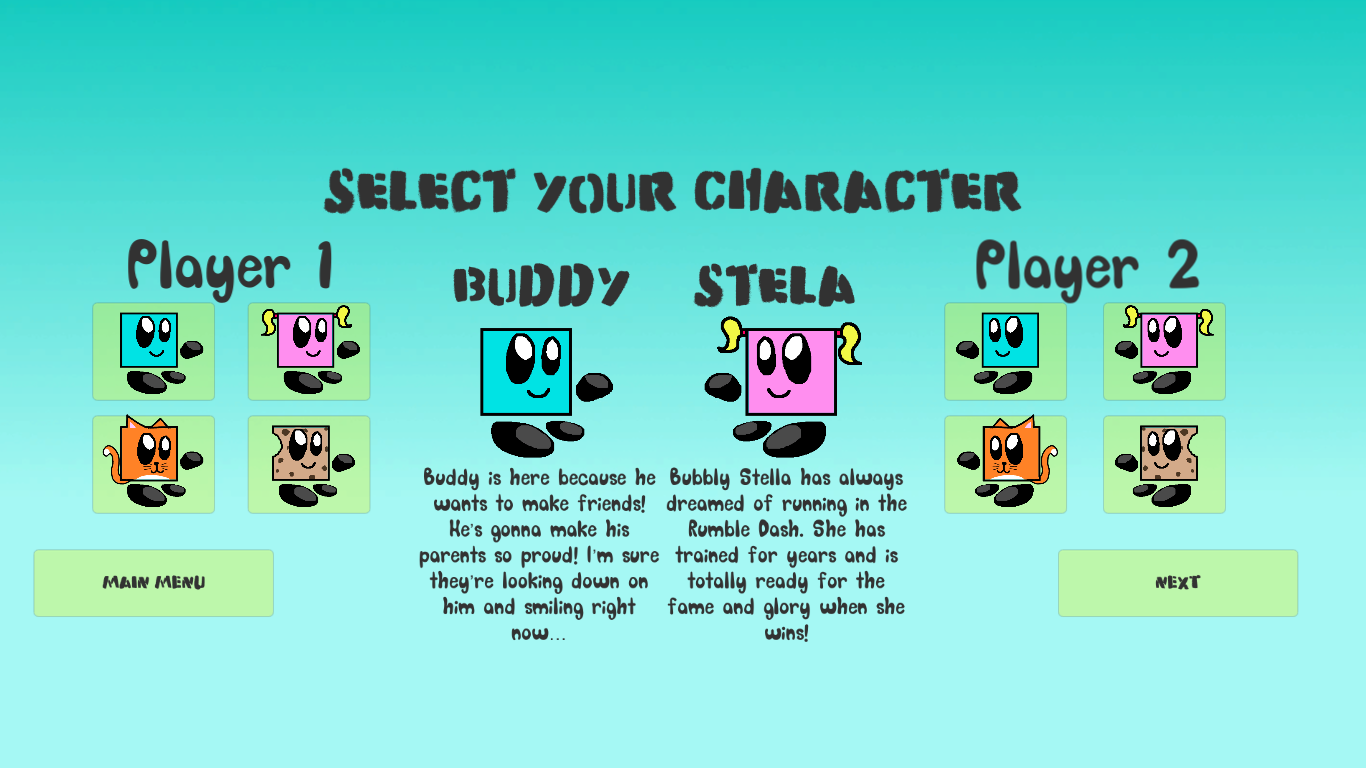 SELECT YOUR CHARACTER
Player 1
Player 2
BUDDY
STELA
Buddy is here because he
wants to make friends!
He's gonna make his
parents so proud! I'm sure
they're looking down on
him and smiling right
now...
Bubbly Stella has always
dreamed of running in the
Rumble Dash. She has
trained for years and is
totally ready for the
fame and glory when she
wins!
MAIN MENU
NEXT